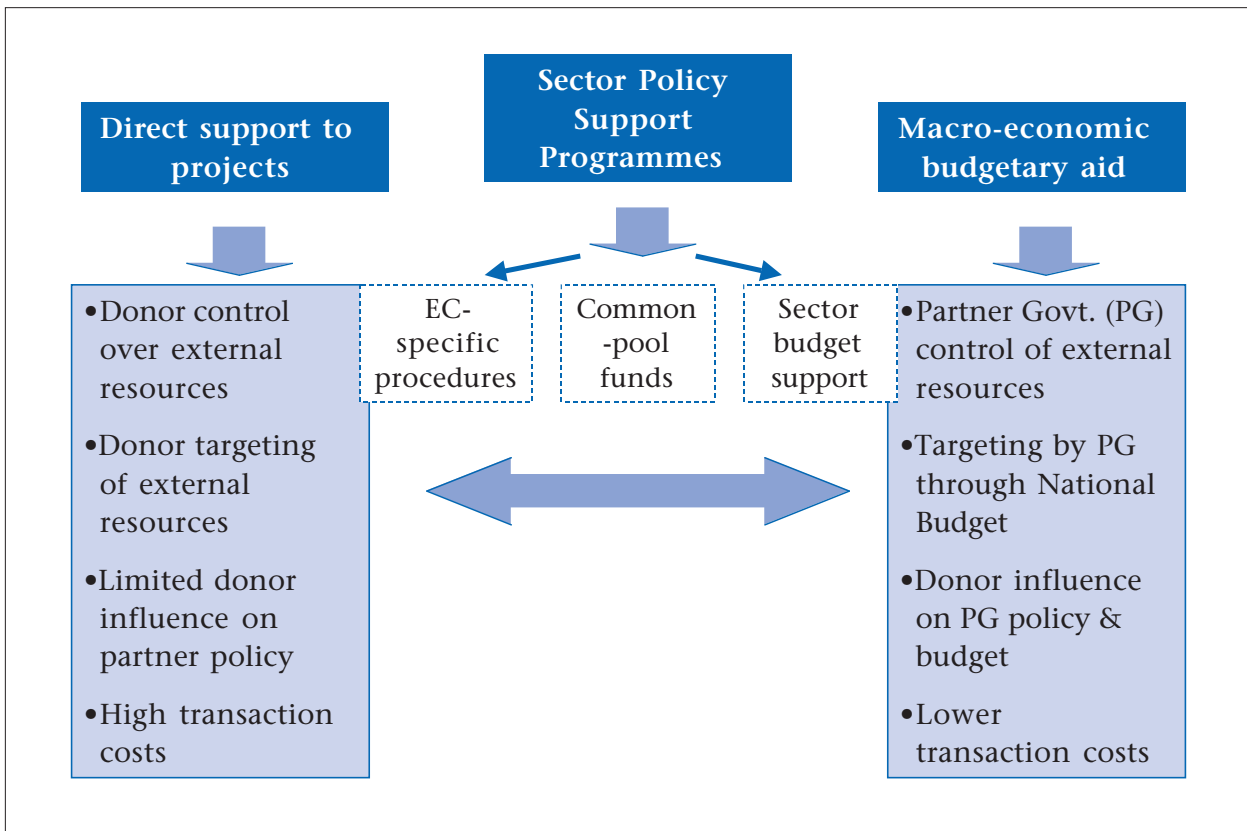 Direct support to
projects
Sector Policy
Support
Programmes
Macro-economic
budgetary aid
•Donor control
over external
resources
•Donor targeting
of external
resources
•Limited donor
influence on
partner policy
•High transaction
costs
EC-
specific
procedures
Common
-pool
funds
Sector
budget
support
•Partner Govt. (PG)
control of external
resources
•Targeting by PG
through National
Budget
•Donor influence
on PG policy &
budget
•Lower
transaction costs